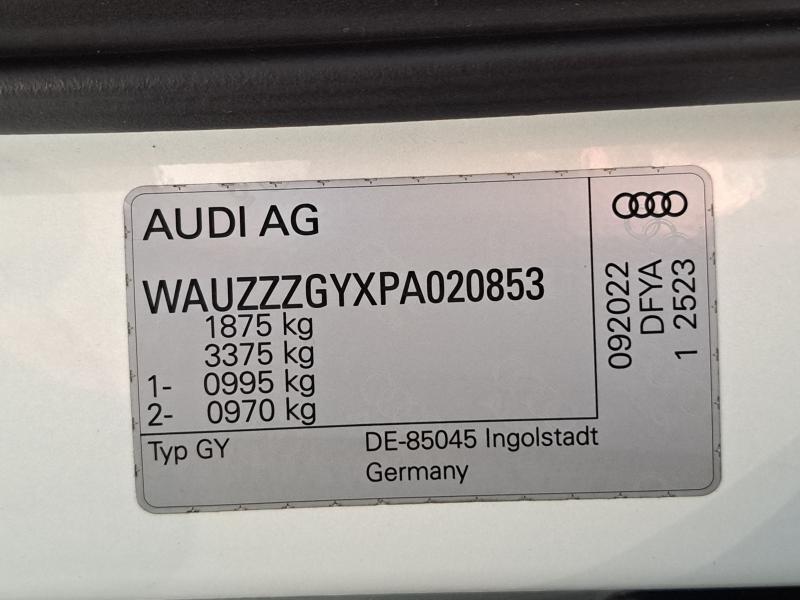 AUDI AG
WAUZZZGYXPA020853
1875 kg
3375 kg
1- 0995 kg
2- 0970 kg
Typ GY
DE-85045 Ingolstadt
Germany
092022
DFYA
1 2523